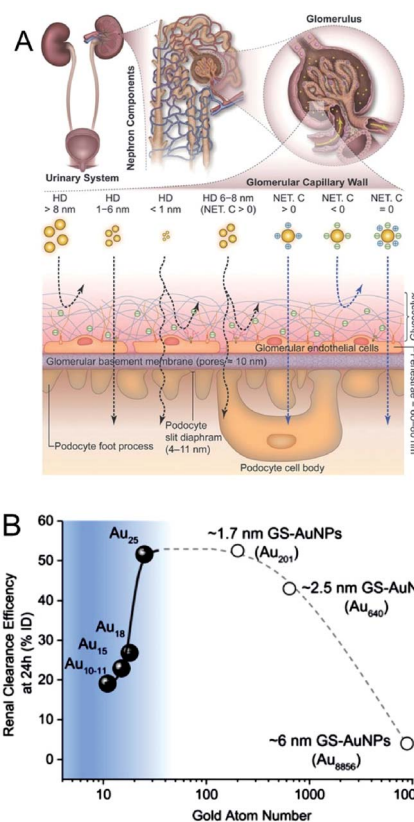 A
Glomerulus
Nephron Components
Urinary System
Glomerular Capillary Wall
HD > 8 nm
HD 1–6 nm
HD < 1 nm
HD 6–8 nm (NET. C > 0)
NET. C > 0
NET. C < 0
NET. C = 0
Glomerular endothelial cells
Glomerular basement membrane (pores ≈ 10 nm)
Podocyte foot process
Podocyte slit diaphram (4–11 nm)
Podocyte cell body
B
Renal Clearance Efficency at 24h (% ID)
60
50
40
30
20
10
0
Au25
Au18
Au15
Au10-11
~1.7 nm GS-AuNPs
(Au201)
~2.5 nm GS-AuN
(Au640)
~6 nm GS-AuNPs
(Au8856)
10
100
1000
Gold Atom Number